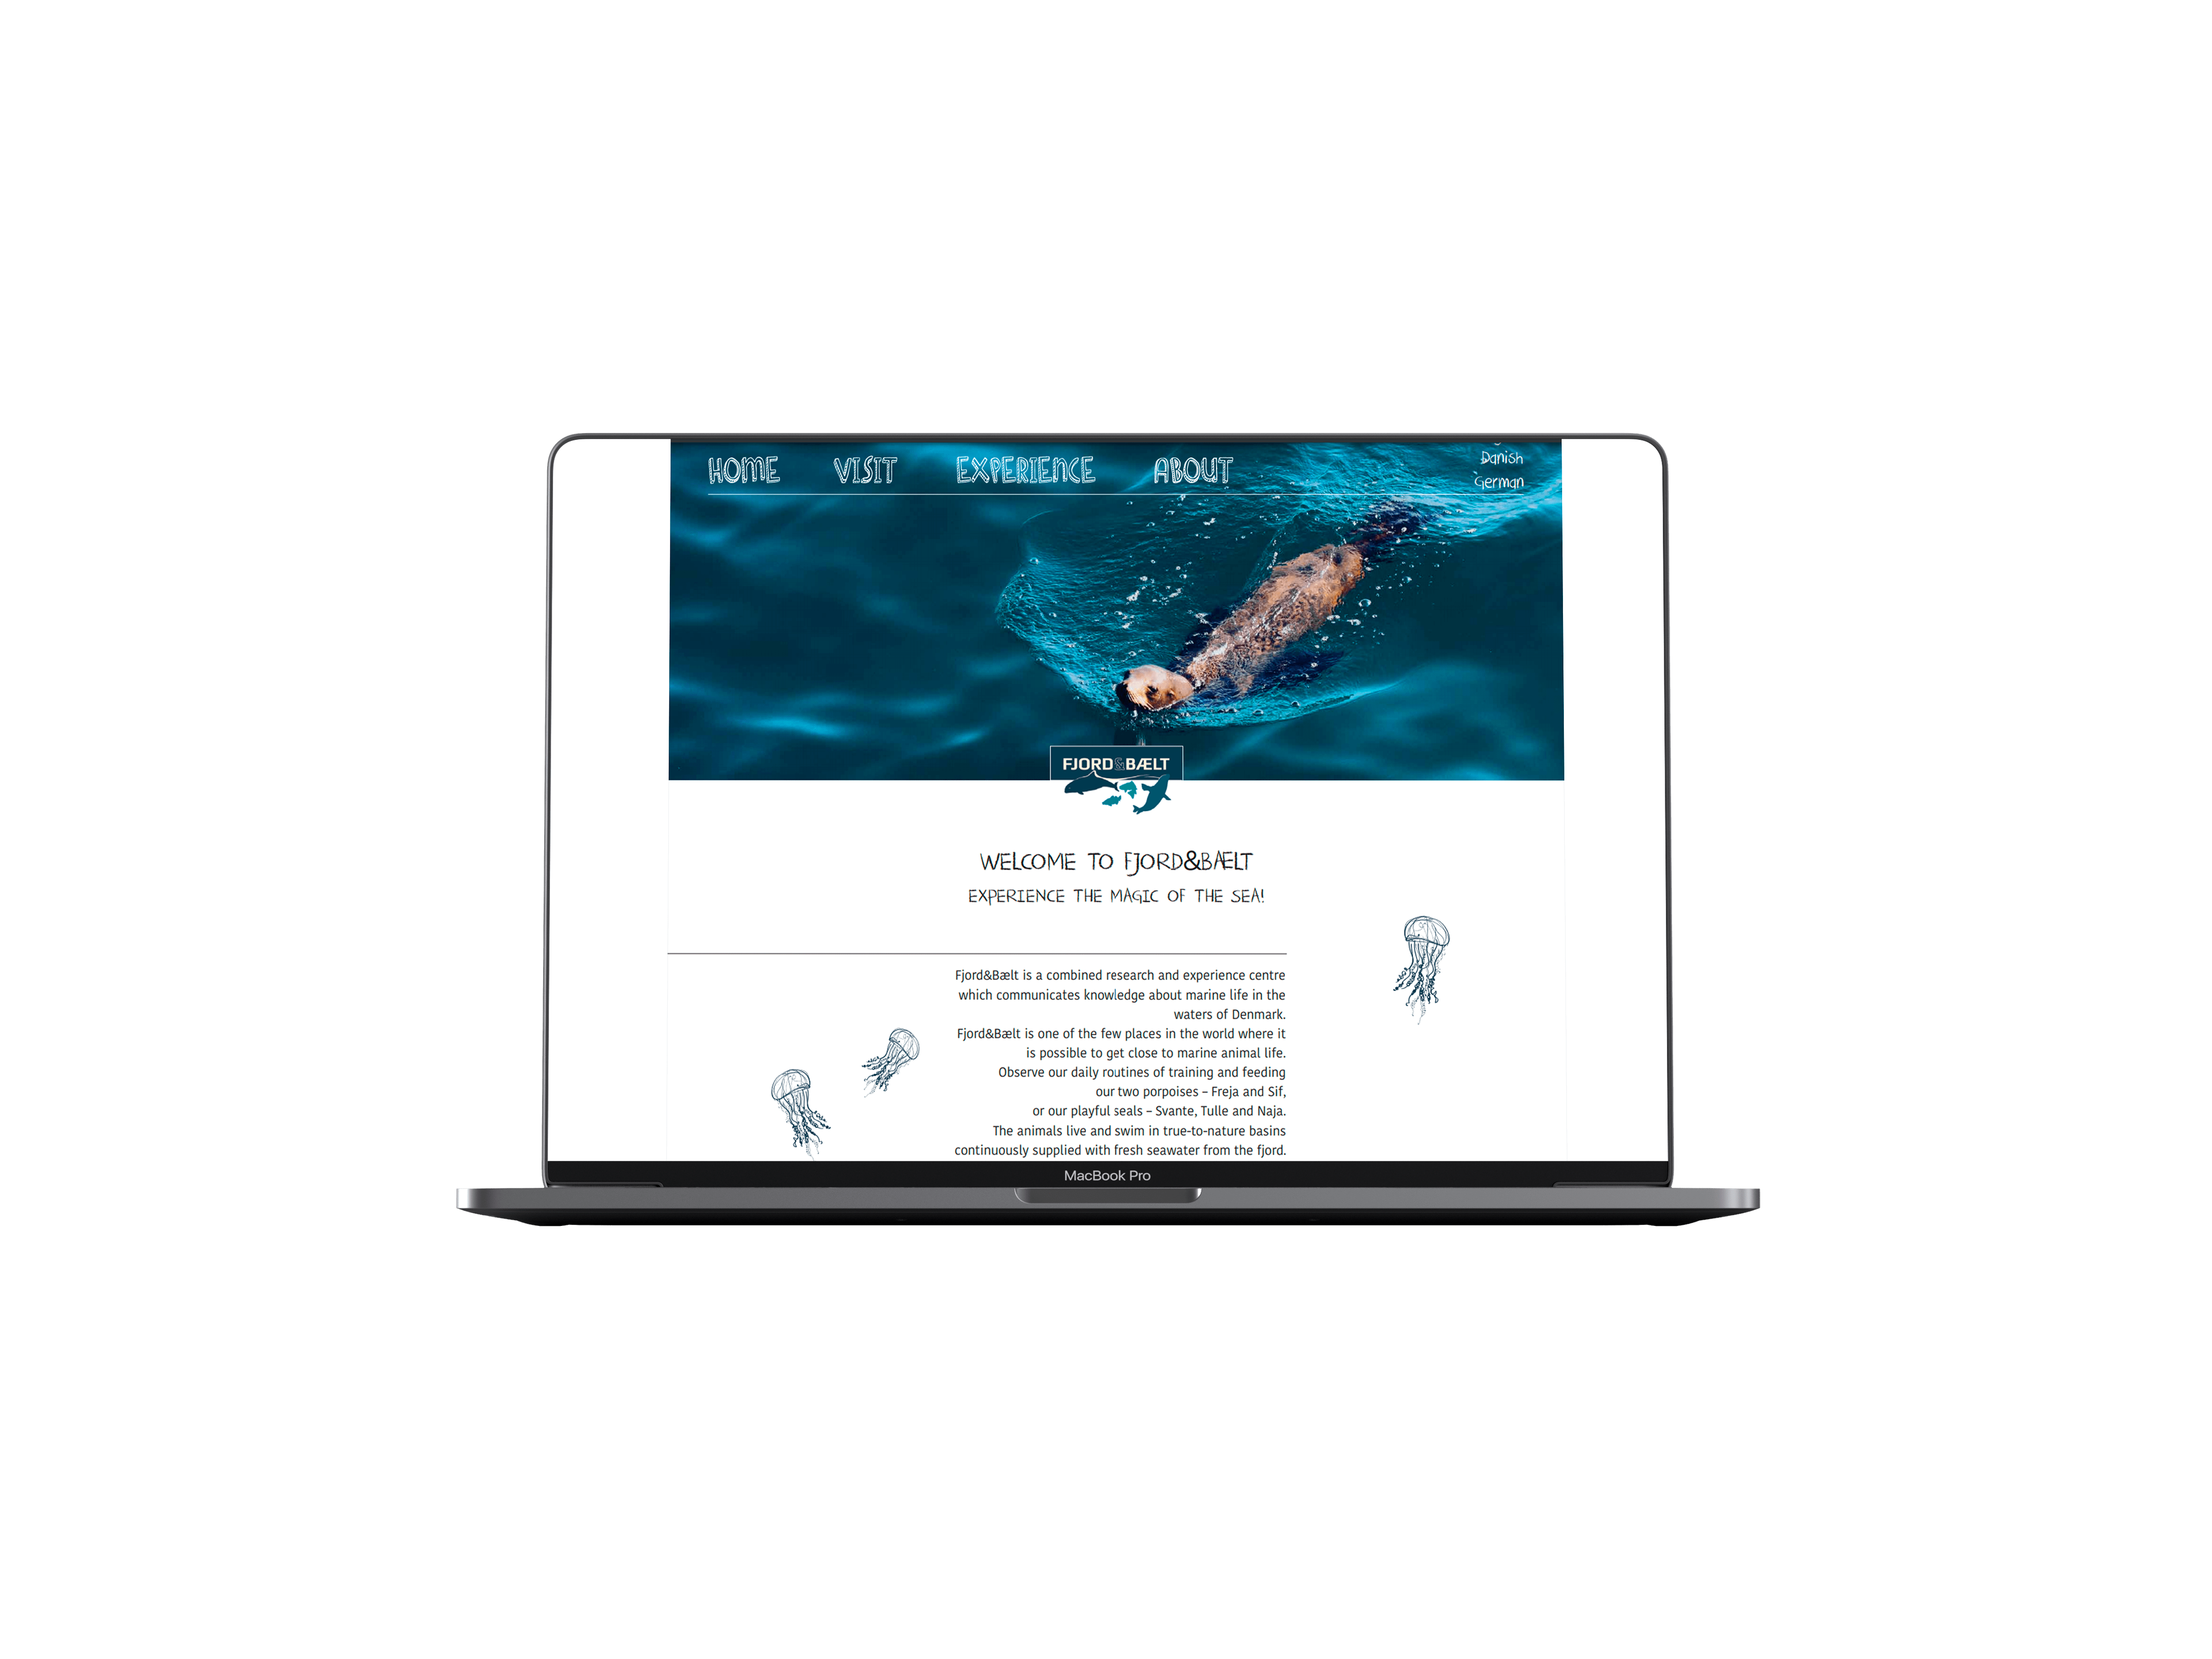 HOME VISIT EXPERIENCE ABOUT
Danish
German
FJORD&BÆLT
WELCOME TO FJORD&BÆLT
EXPERIENCE THE MAGIC OF THE SEA!
Fjord&Bælt is a combined research and experience centre
which communicates knowledge about marine life in the
waters of Denmark.
Fjord&Bælt is one of the few places in the world where it
is possible to get close to marine animal life.
Observe our daily routines of training and feeding
our two porpoises – Freja and Sif,
or our playful seals – Svante, Tulle and Naja.
The animals live and swim in true-to-nature basins
continuously supplied with fresh seawater from the fjord.
MacBook Pro